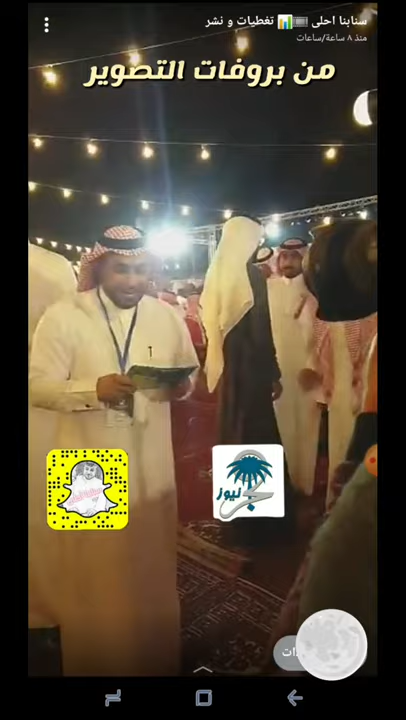 سنابنا احلى 📟📊 تغطيات و نشر
منذ ٨ ساعة/ساعات
من بروفات التصوير
نيوز